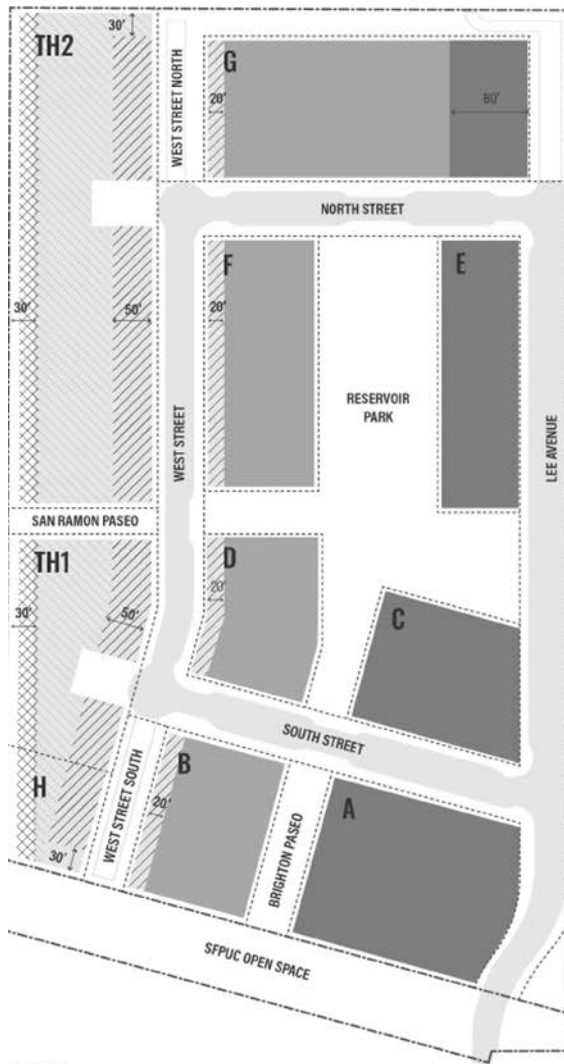 30'
TH2
WEST STREET NORTH
G
20'
80'
NORTH STREET
F
E
30'
50'
20'
RESERVOIR
PARK
WEST STREET
LEE AVENUE
SAN RAMON PASEO
TH1
D
20'
30'
50'
C
SOUTH STREET
H
B
A
WEST STREET SOUTH
20'
BRIGHTON PASEO
30'
SFPUC OPEN SPACE